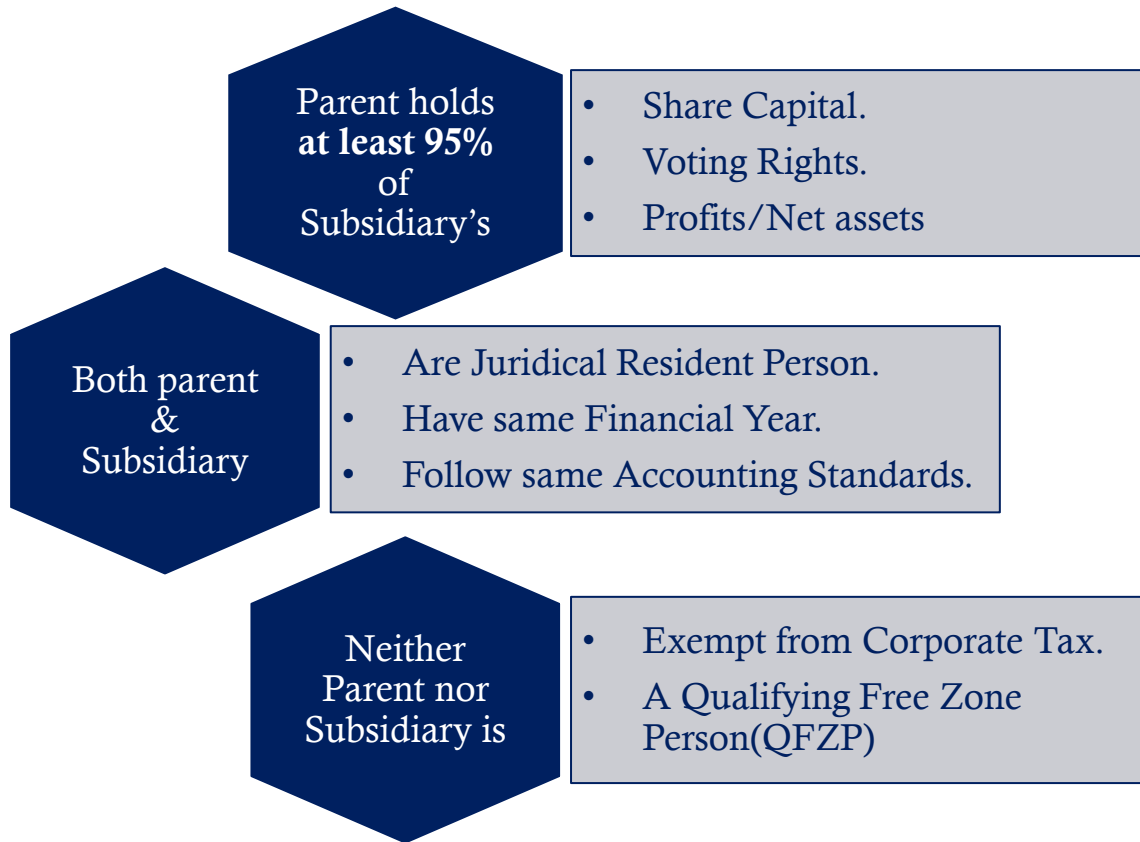 Parent holds
at least 95%
of
Subsidiary’s
• Share Capital.
• Voting Rights.
• Profits/Net assets
Both parent
&
Subsidiary
• Are Juridical Resident Person.
• Have same Financial Year.
• Follow same Accounting Standards.
Neither
Parent nor
Subsidiary is
• Exempt from Corporate Tax.
• A Qualifying Free Zone
Person(QFZP)